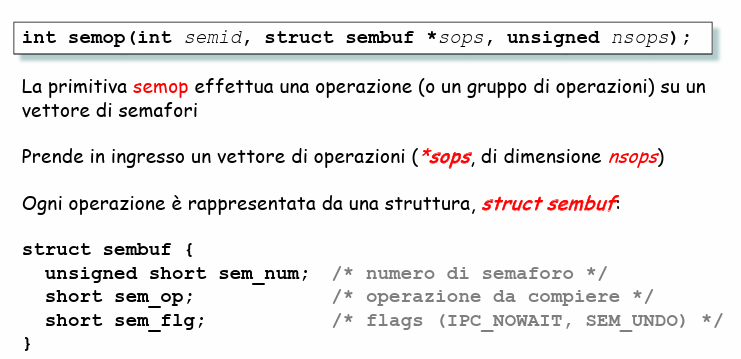 int semop(int semid, struct sembuf *sops, unsigned nsops);
La primitiva semop effettua una operazione (o un gruppo di operazioni) su un
vettore di semafori
Prende in ingresso un vettore di operazioni (*sops, di dimensione nsops)
Ogni operazione è rappresentata da una struttura, struct sembuf:
struct sembuf {
  unsigned short sem_num;  /* numero di semaforo */
  short sem_op;            /* operazione da compiere */
  short sem_flg;           /* flags (IPC_NOWAIT, SEM_UNDO) */
}